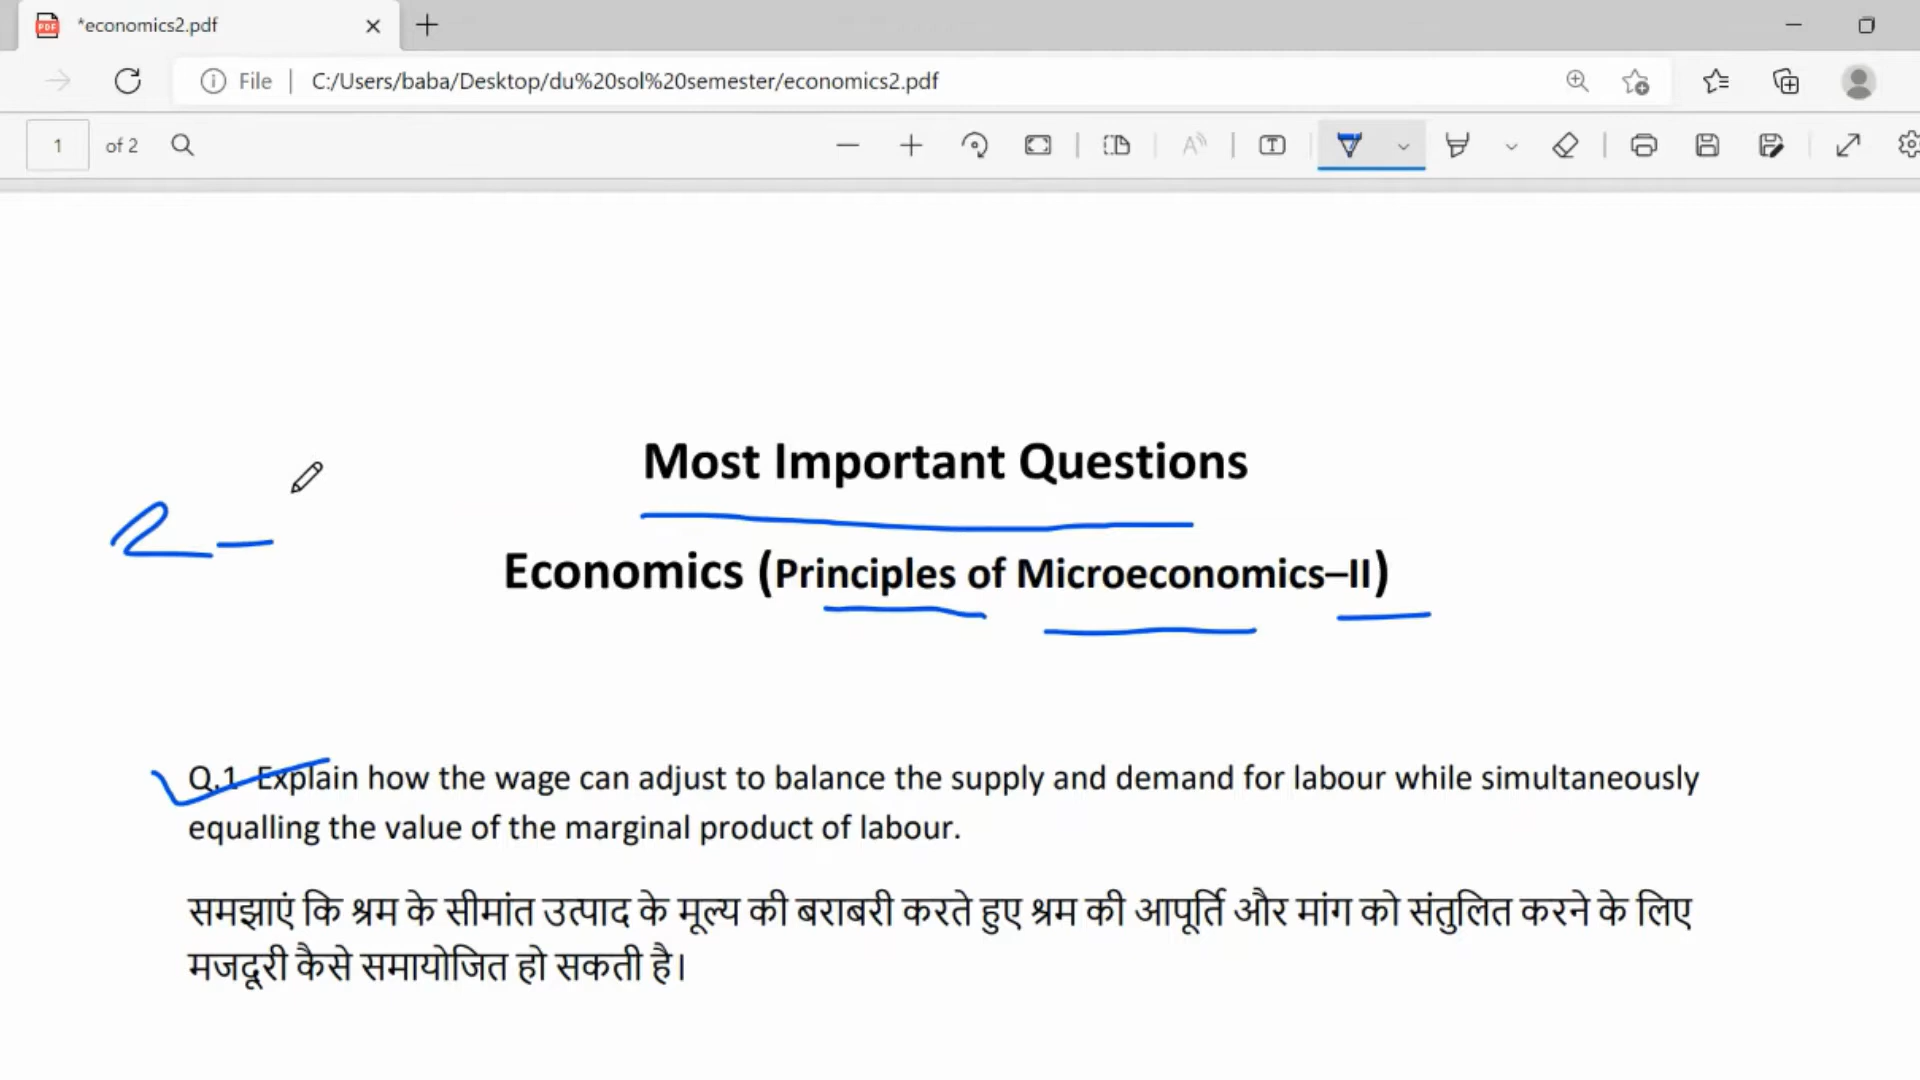 *economics2.pdf
File
C:/Users/baba/Desktop/du%20sol%20semester/economics2.pdf
1 of 2
Most Important Questions
2-
Economics (Principles of Microeconomics–II)
Q.1 Explain how the wage can adjust to balance the supply and demand for labour while simultaneously
equalling the value of the marginal product of labour.
समझाएं कि श्रम के सीमांत उत्पाद के मूल्य की बराबरी करते हुए श्रम की आपूर्ति और मांग को संतुलित करने के लिए
मजदूरी कैसे समायोजित हो सकती है।